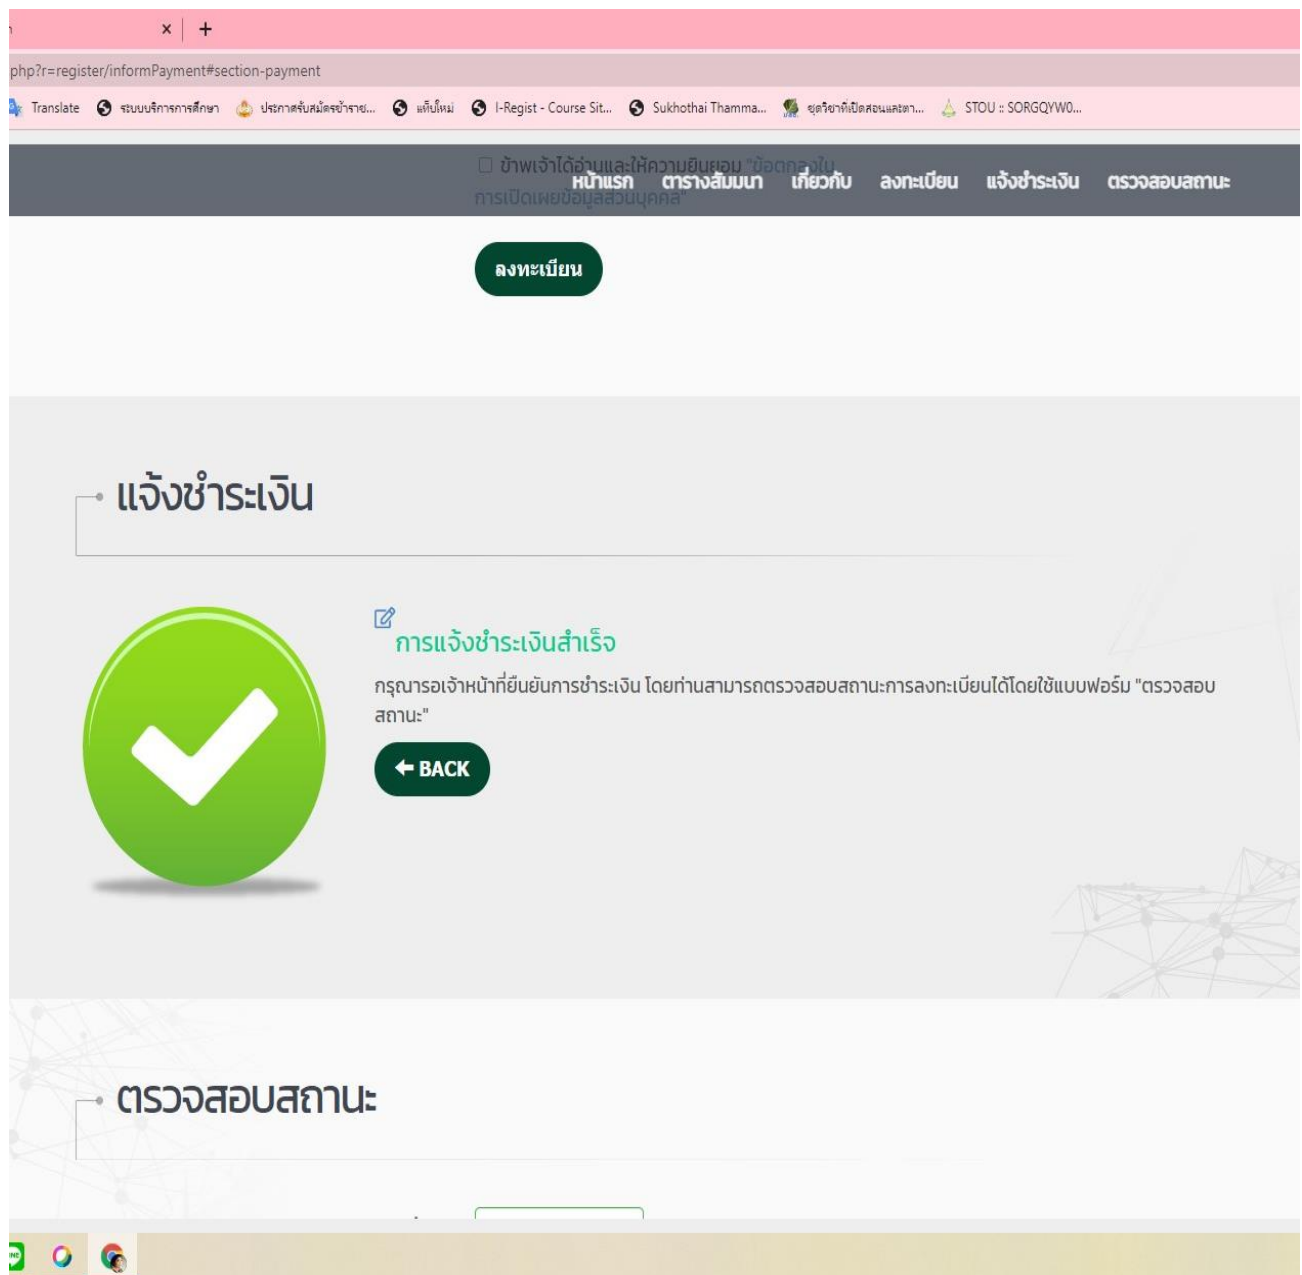 × +
php?r=register/informPayment#section-payment
Translate ระบบบริการการศึกษา ประกาศรับสมัครข้าราช... แท็บใหม่ I-Regist - Course Sit... Sukhothai Thamma... ชุดวิชาที่เปิดสอนและตา... STOU :: SORGQYW0...
ข้าพเจ้าได้อ่านและให้ความยินยอม "ข้อตกลงใน
หน้าแรก ตารางสัมมนา เกี่ยวกับ ลงทะเบียน แจ้งชำระเงิน ตรวจสอบสถานะ
การเปิดเผยข้อมูลส่วนบุคคล"
ลงทะเบียน
แจ้งชำระเงิน
การแจ้งชำระเงินสำเร็จ
กรุณารอเจ้าหน้าที่ยืนยันการชำระเงิน โดยท่านสามารถตรวจสอบสถานะการลงทะเบียนได้โดยใช้แบบฟอร์ม "ตรวจสอบ
สถานะ"
BACK
ตรวจสอบสถานะ